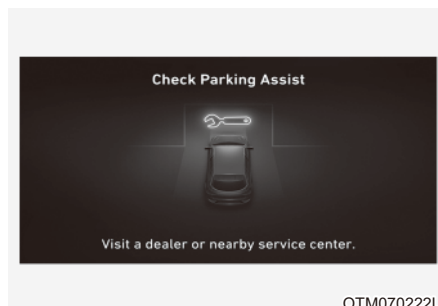 Check Parking Assist
Visit a dealer or nearby service center.
OTM070222L